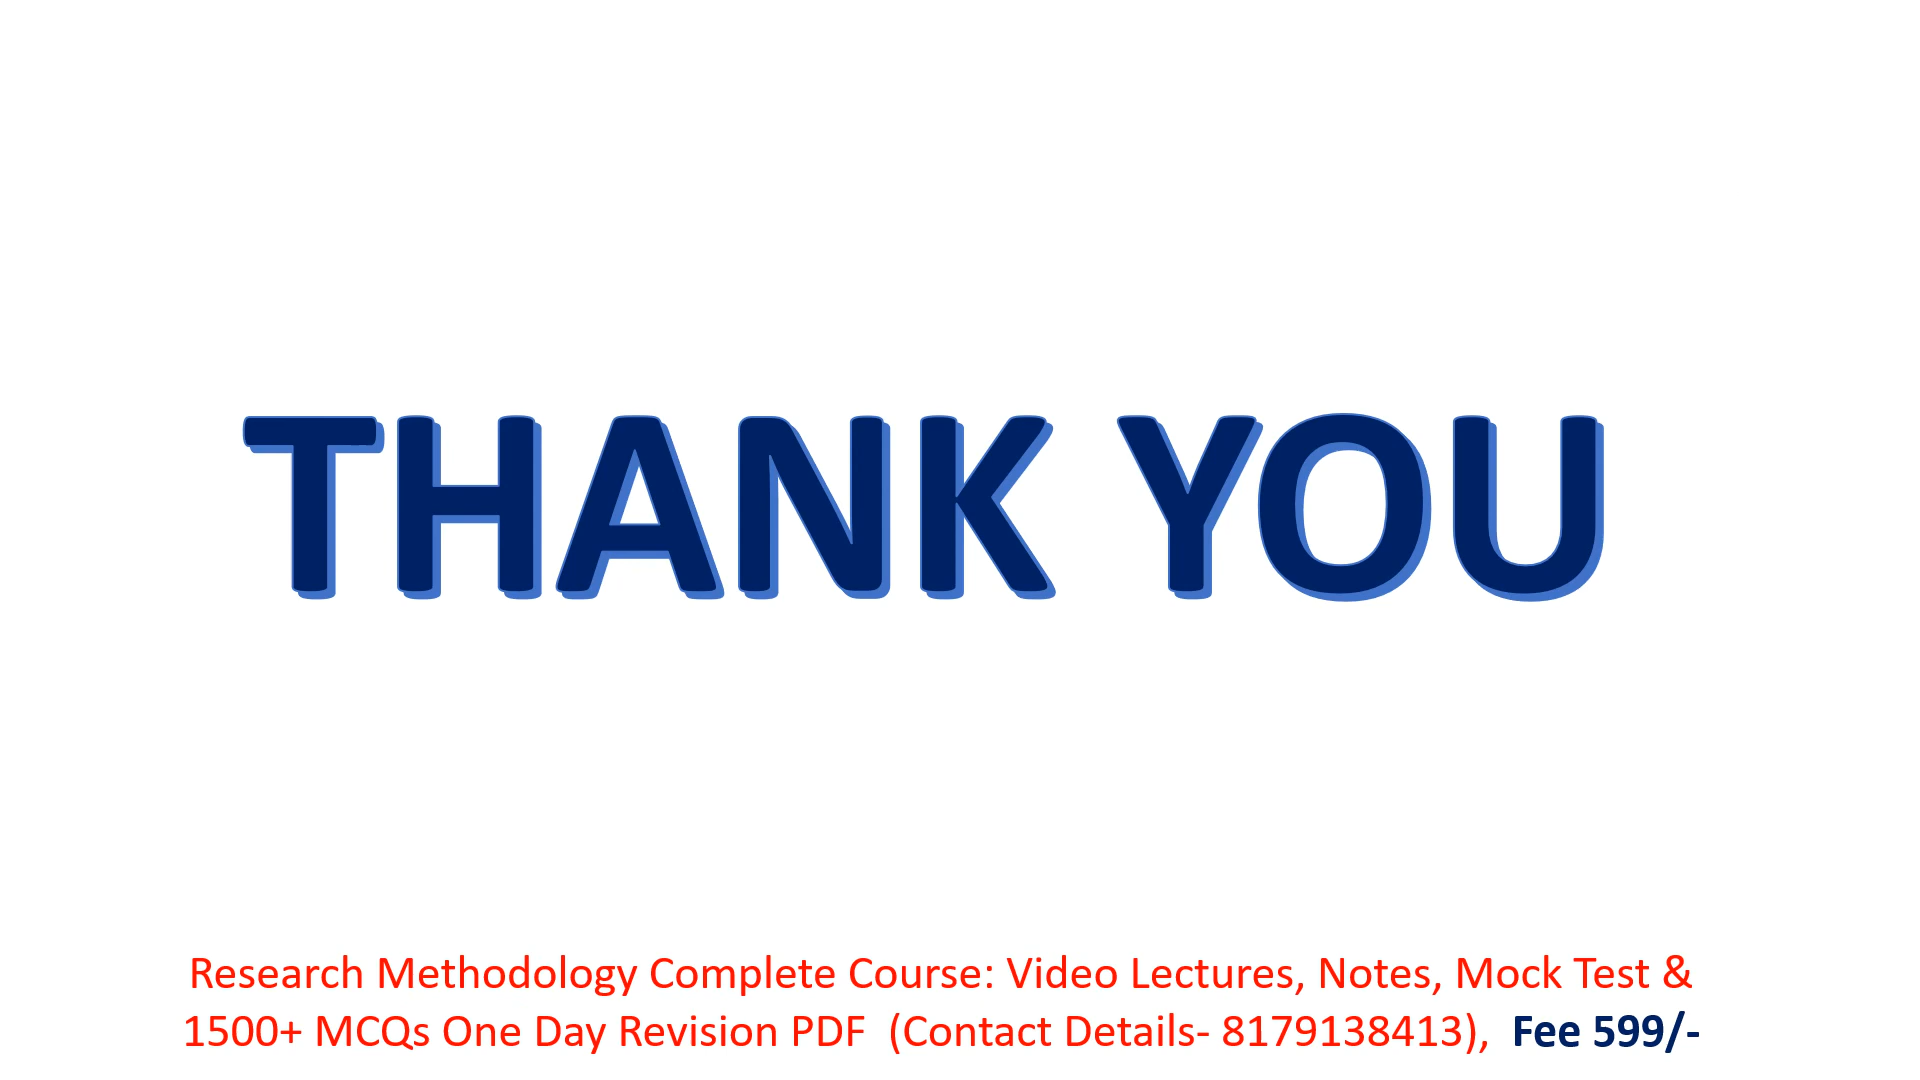 THANK YOU
Research Methodology Complete Course: Video Lectures, Notes, Mock Test &
1500+ MCQs One Day Revision PDF (Contact Details- 8179138413), Fee 599/-